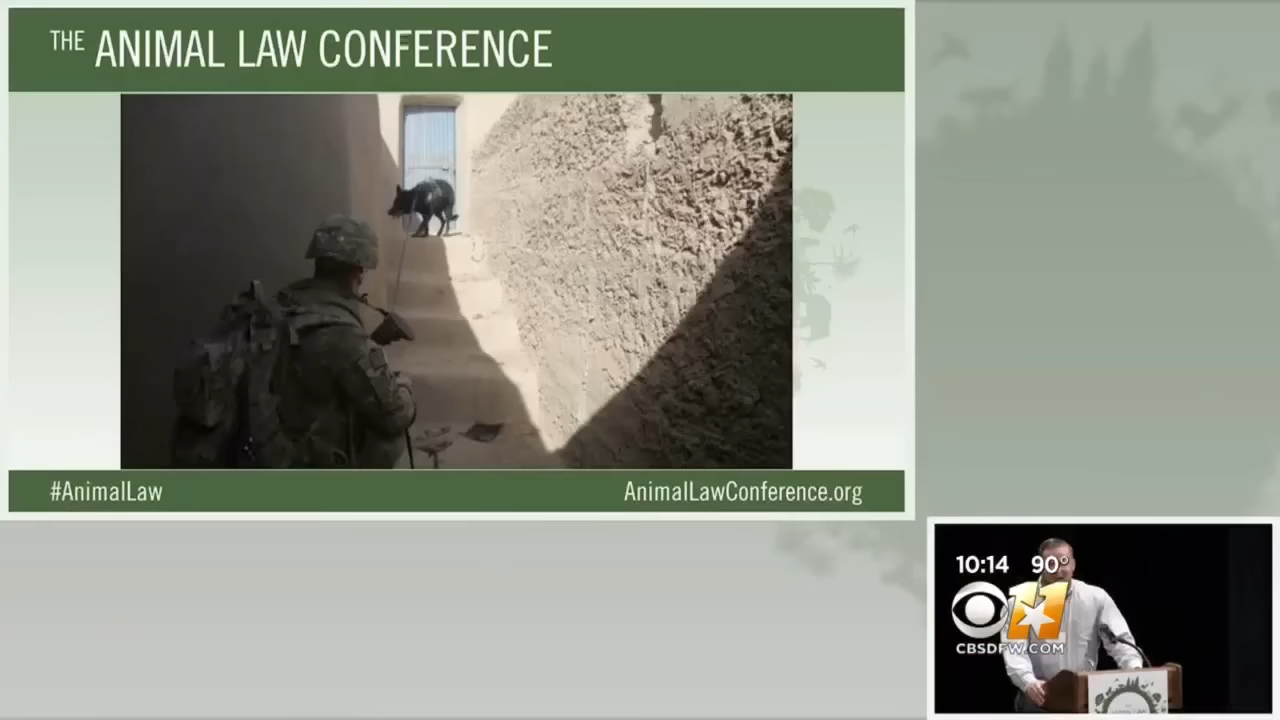 THE ANIMAL LAW CONFERENCE
#AnimalLaw
AnimalLawConference.org
10:14 90°
11
CBSDFW.COM